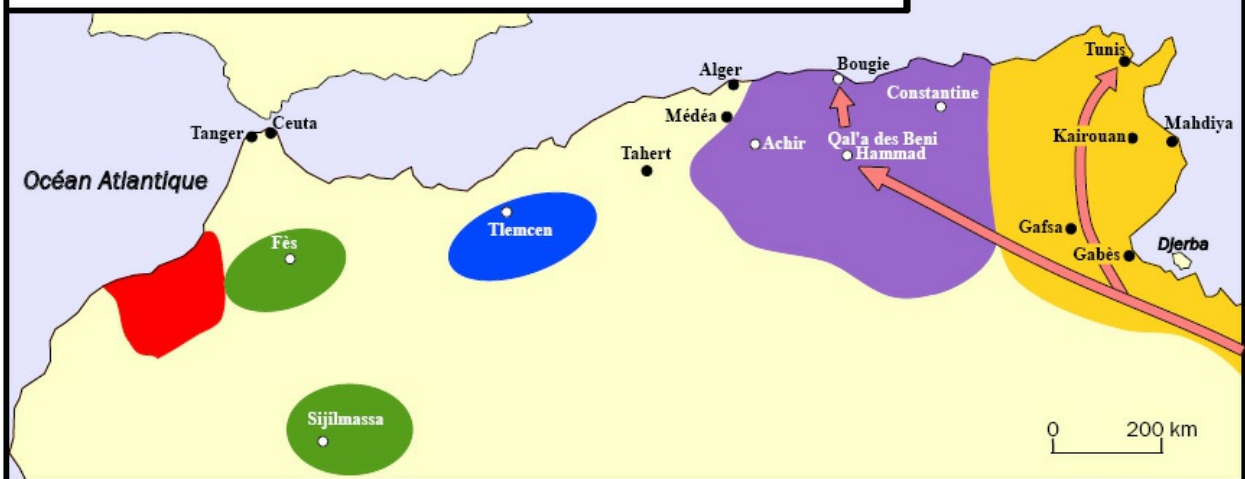 Tunis
Bougie
Alger
Constantine
Médéa
Ceuta
Tanger
Kairouan
Mahdiya
Achir
Qal'a des Beni
Hammad
Tahert
Océan Atlantique
Tlemcen
Gafsa
Fès
Djerba
Gabès
Sijilmassa
0 200 km